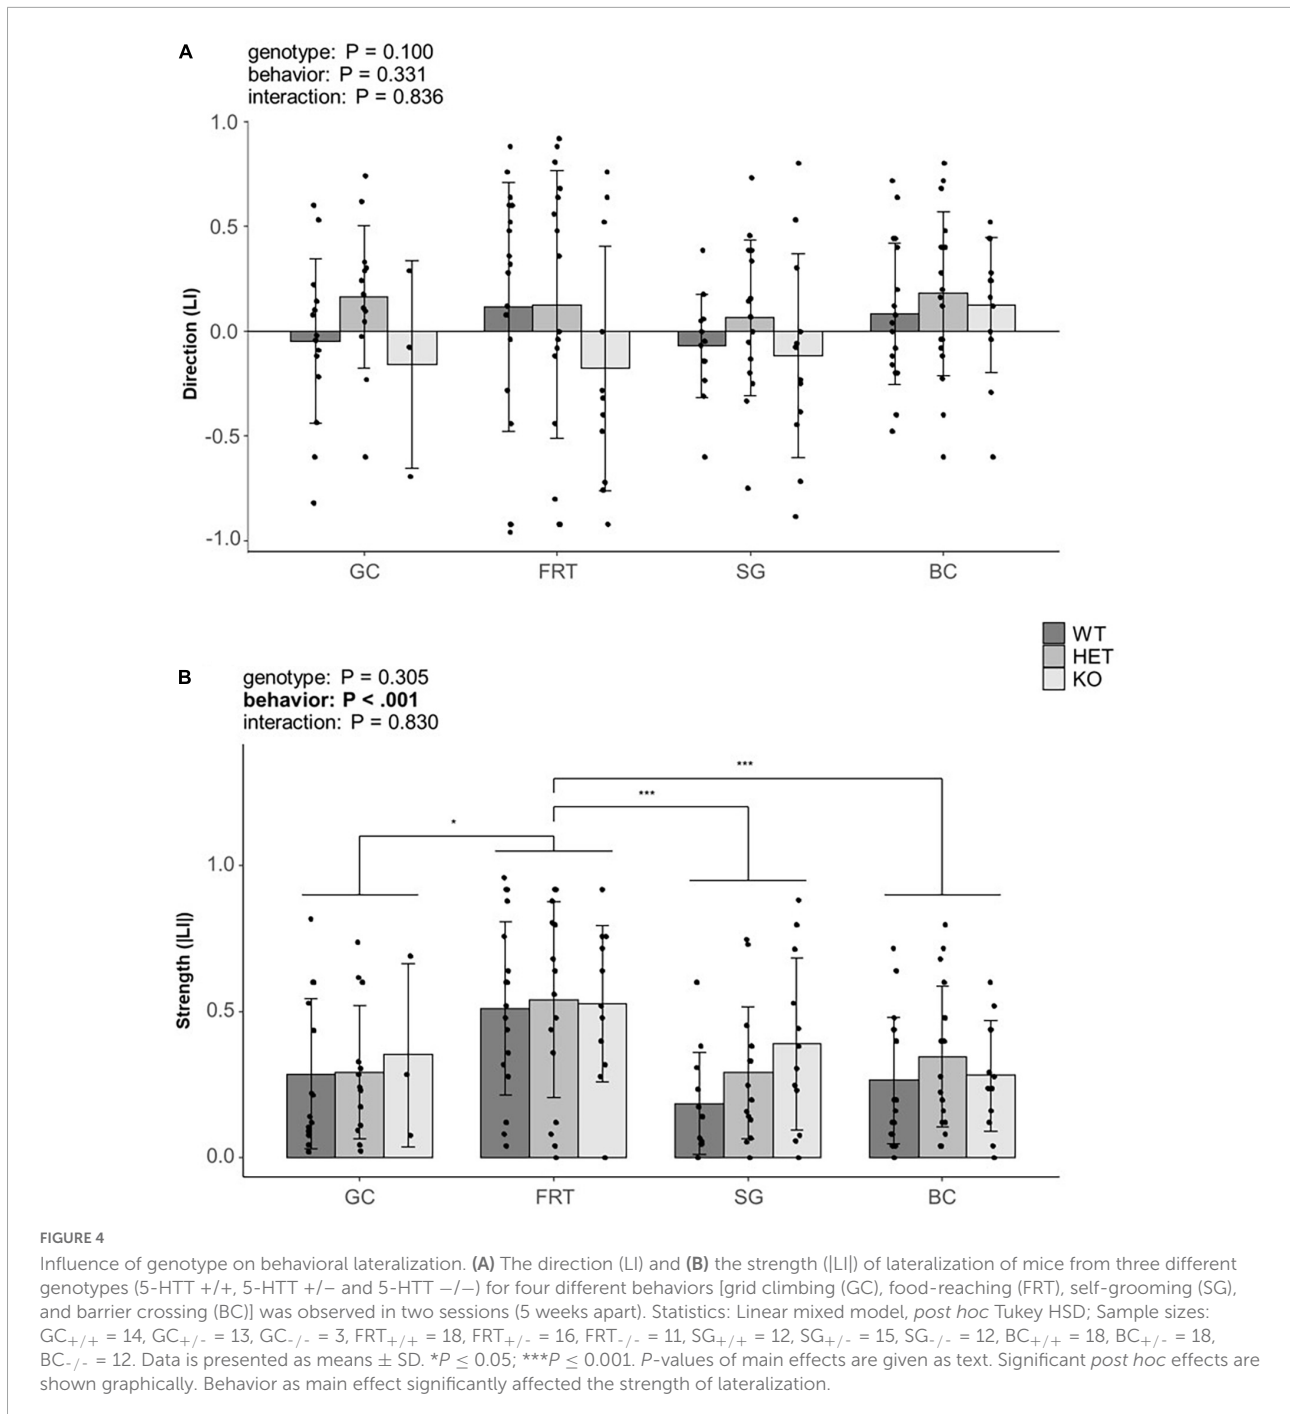 A
genotype: P = 0.100
behavior: P = 0.331
interaction: P = 0.836
1.0
0.5
0.0
-0.5
-1.0
Direction (LI)
GC FRT SG BC
WT
HET
KO
B
genotype: P = 0.305
behavior: P < .001
interaction: P = 0.830
***
***
*
1.0
0.5
0.0
Strength (|LI|)
GC FRT SG BC
FIGURE 4
Influence of genotype on behavioral lateralization. (A) The direction (LI) and (B) the strength (|LI|) of lateralization of mice from three different
genotypes (5-HTT +/+, 5-HTT +/− and 5-HTT −/−) for four different behaviors [grid climbing (GC), food-reaching (FRT), self-grooming (SG),
and barrier crossing (BC)] was observed in two sessions (5 weeks apart). Statistics: Linear mixed model, post hoc Tukey HSD; Sample sizes:
GC+/+ = 14, GC+/- = 13, GC-/- = 3, FRT+/+ = 18, FRT+/- = 16, FRT-/- = 11, SG+/+ = 12, SG+/- = 15, SG-/- = 12, BC+/+ = 18, BC+/- = 18,
BC-/- = 12. Data is presented as means ± SD. *P ≤ 0.05; ***P ≤ 0.001. P-values of main effects are given as text. Significant post hoc effects are
shown graphically. Behavior as main effect significantly affected the strength of lateralization.